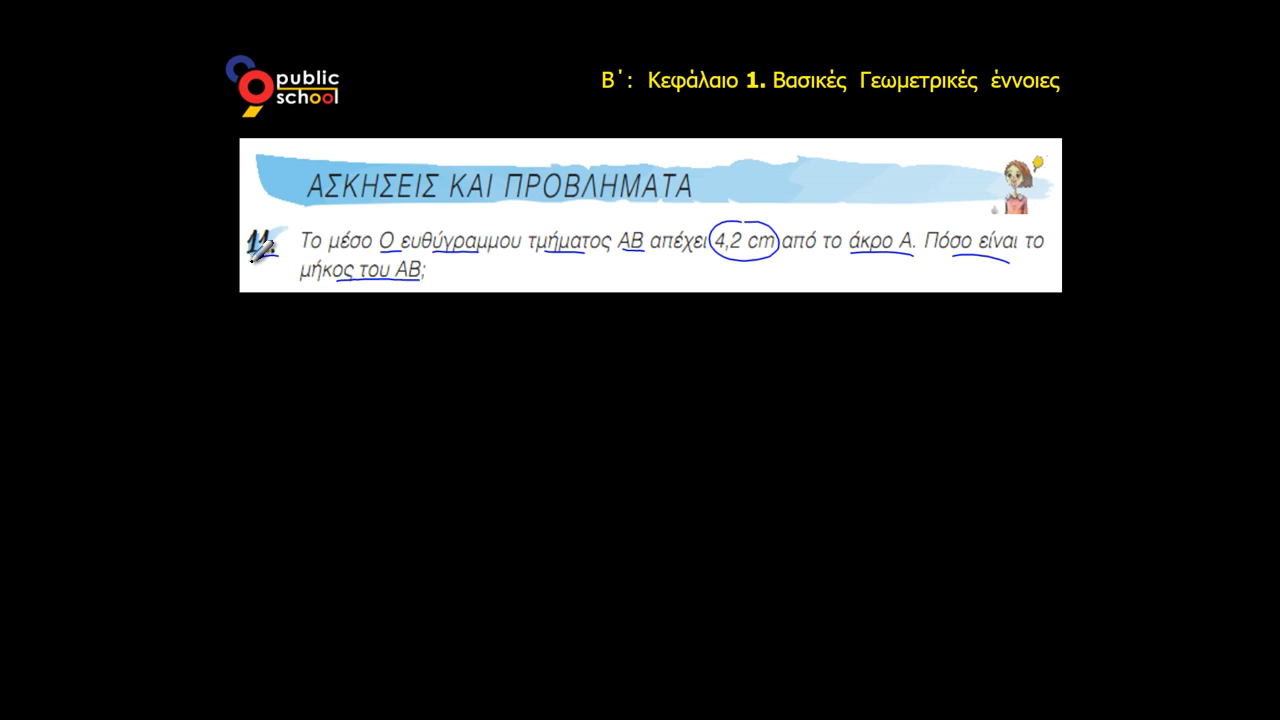 public
school
Β΄: Κεφάλαιο 1. Βασικές Γεωμετρικές έννοιες
ΑΣΚΗΣΕΙΣ ΚΑΙ ΠΡΟΒΛΗΜΑΤΑ
Το μέσο Ο ευθύγραμμου τμήματος ΑΒ απέχει 4,2 cm από το άκρο Α. Πόσο είναι το
μήκος του ΑΒ;